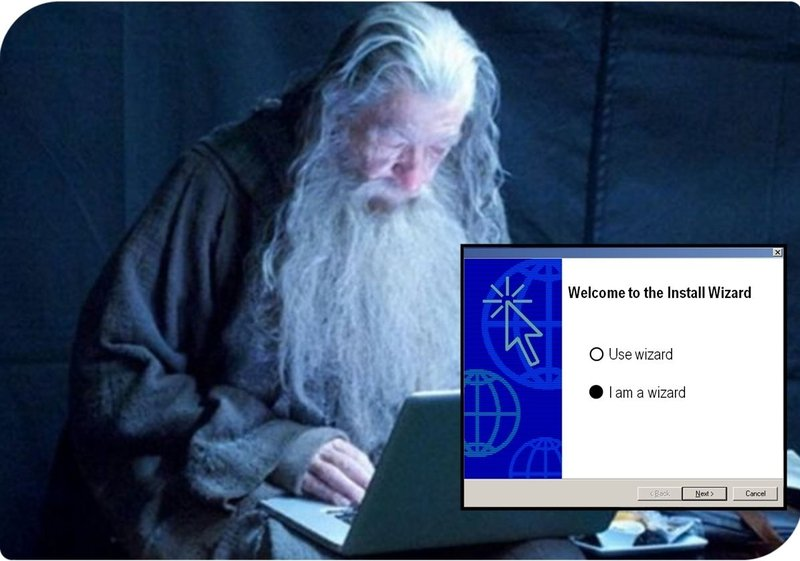 Welcome to the Install Wizard
Use wizard
I am a wizard
< Back Next > Cancel